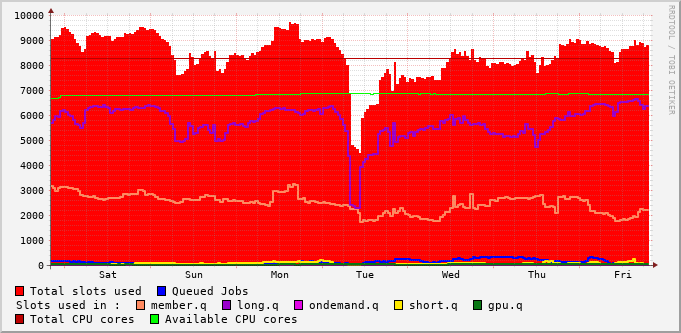 10000
9000
8000
7000
6000
5000
4000
3000
2000
1000
0
Sat Sun Mon Tue Wed Thu Fri
RRDTOOL / TOBI OETIKER
Total slots used Queued Jobs
Slots used in : member.q long.q ondemand.q short.q gpu.q
Total CPU cores Available CPU cores